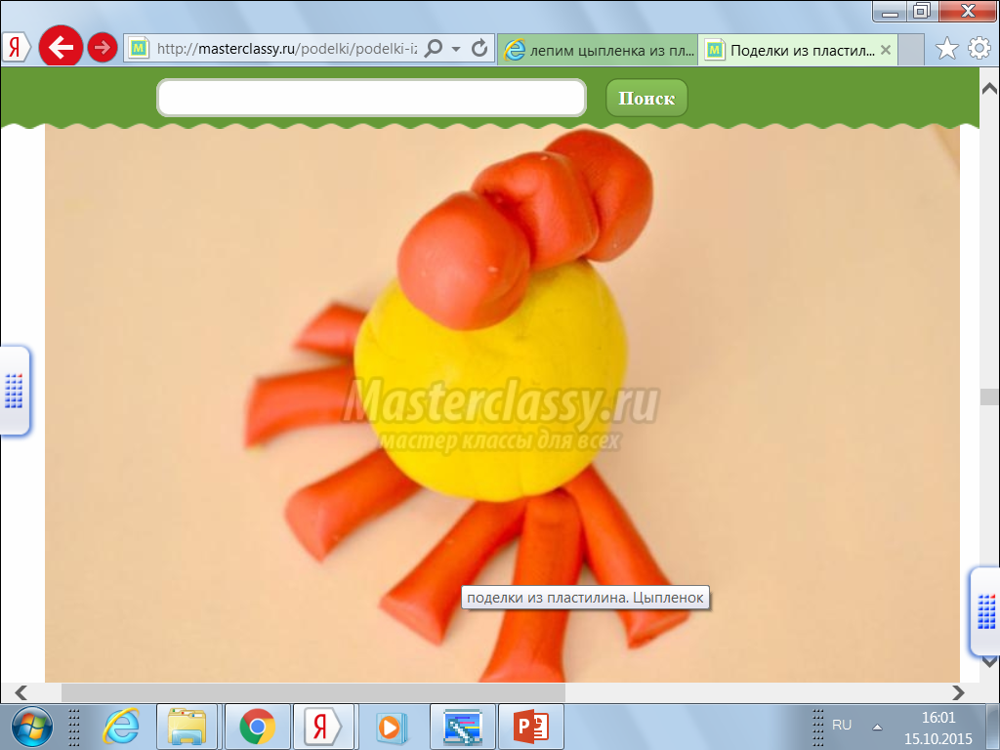 Я
http://masterclassy.ru/podelki/podelki-iz
лепим цыпленка из пл...
M Поделки из пластил...
Поиск
Masterclassy.ru
мастер классы для всех
поделки из пластилина. Цыпленок
Я
P
RU
16:01
15.10.2015